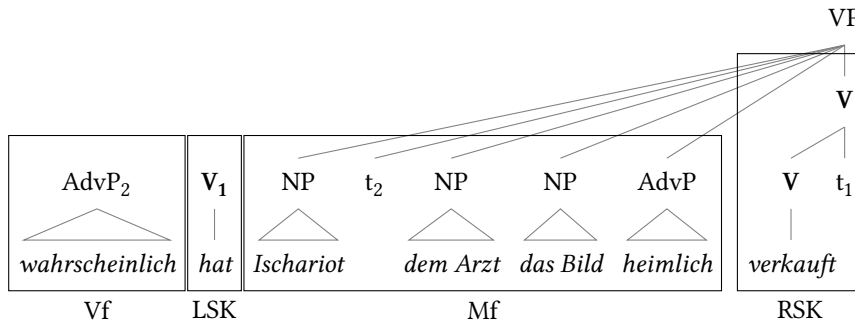 VP
V
AdvP₂ V₁ NP t₂ NP NP AdvP V t₁
wahrscheinlich hat Ischariot dem Arzt das Bild heimlich verkauft
Vf LSK Mf RSK